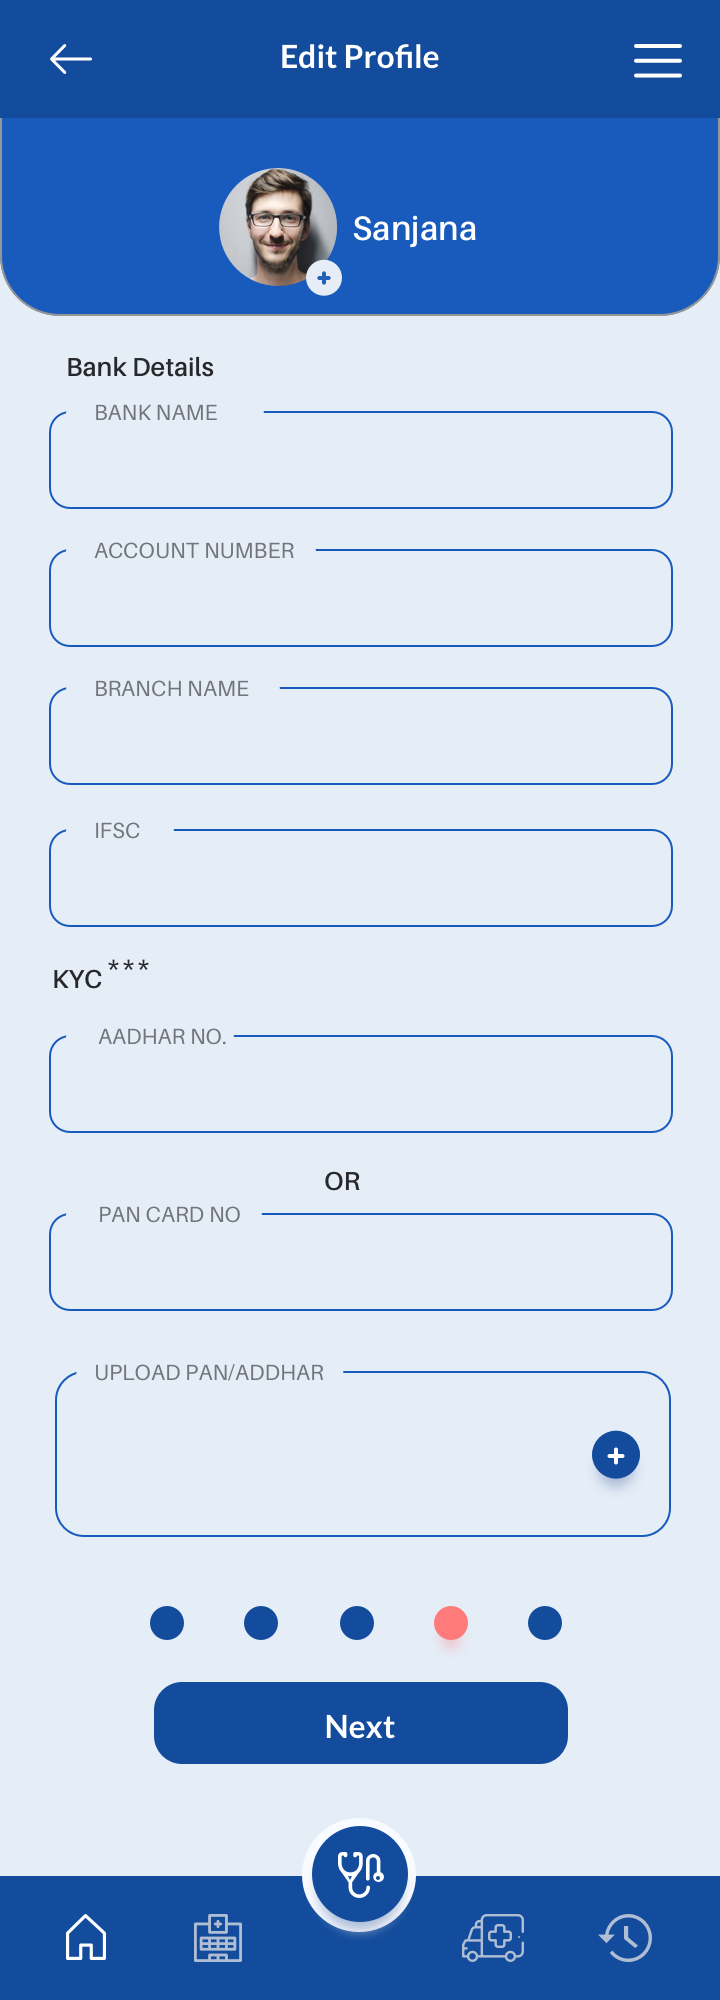 Edit Profile
Sanjana
Bank Details
BANK NAME
ACCOUNT NUMBER
BRANCH NAME
IFSC
KYC ***
AADHAR NO.
OR
PAN CARD NO
UPLOAD PAN/ADDHAR
Next